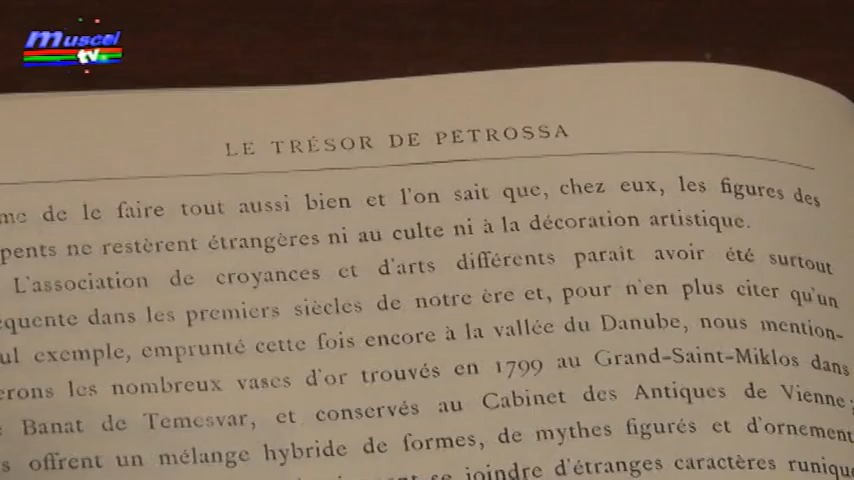 muscel
tv
LE TRÉSOR DE PETROSSA
de le faire tout aussi bien et l'on sait que, chez eux, les figures des
pents ne restèrent étrangères ni au culte ni à la décoration artistique.
L'association de croyances et d'arts différents paraît avoir été surtout
équente dans les premiers siècles de notre ère et, pour n'en plus citer qu'un
ul exemple, emprunté cette fois encore à la vallée du Danube, nous mention-
erons les nombreux vases d'or trouvés en 1799 au Grand-Saint-Miklos dans
Banat de Temesvar, et conservés au Cabinet des Antiques de Vienne;
s offrent un mélange hybride de formes, de mythes figurés et d'ornement
se joindre d'étranges caractères runique